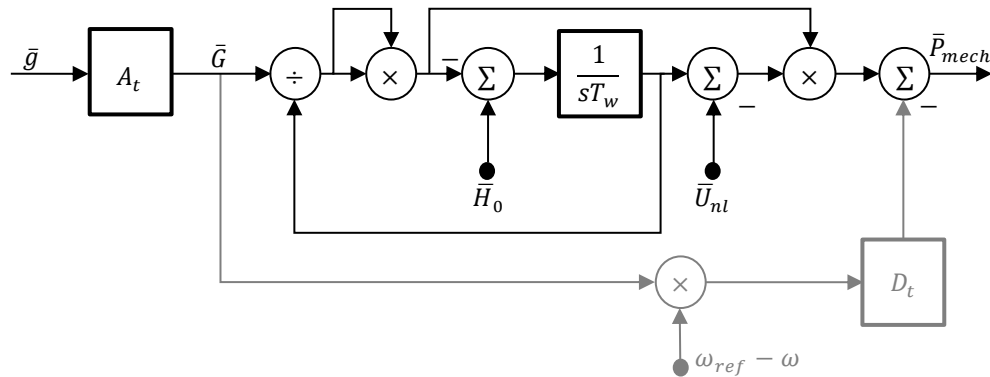 ḡ
A_t
Ḡ
÷
×
−
Σ
1
sT_w
Σ
−
×
Σ
−
P̄_mech
H̄_0
Ū_nl
×
D_t
ω_ref − ω